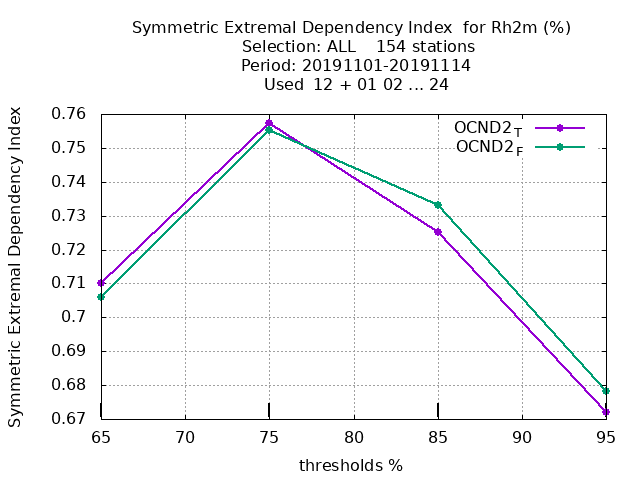 Symmetric Extremal Dependency Index  for Rh2m (%)
Selection: ALL    154 stations
Period: 20191101-20191114
Used  12 + 01 02 ... 24
Symmetric Extremal Dependency Index
0.76
0.75
0.74
0.73
0.72
0.71
0.7
0.69
0.68
0.67
OCND2T
OCND2F
65 70 75 80 85 90 95
thresholds %